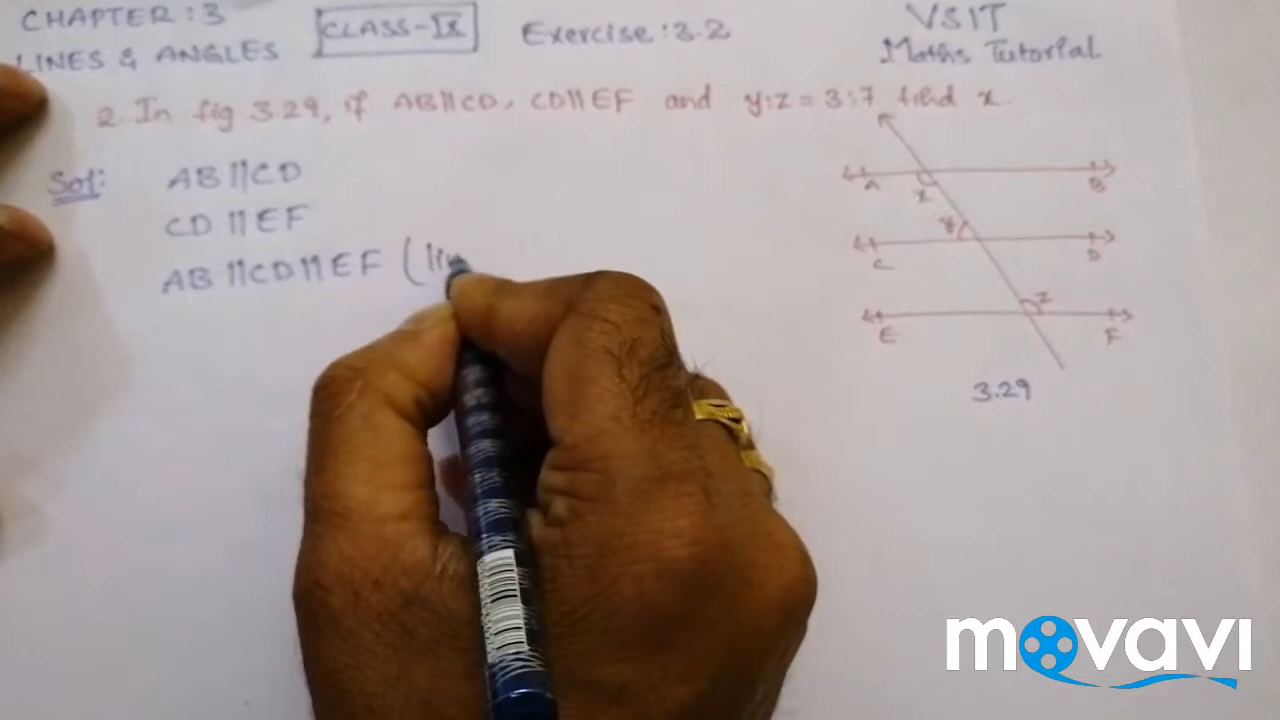 CHAPTER : 3
LINES & ANGLES
CLASS-IX
Exercise : 3.2
VSIT
Maths Tutorial
2. In fig 3.29, if AB||CD, CD||EF and y:z = 3:7 find x.
Sol:
AB||CD
CD||EF
AB||CD||EF (lin
A B
x
y
C D
z
E F
3.29
movavi